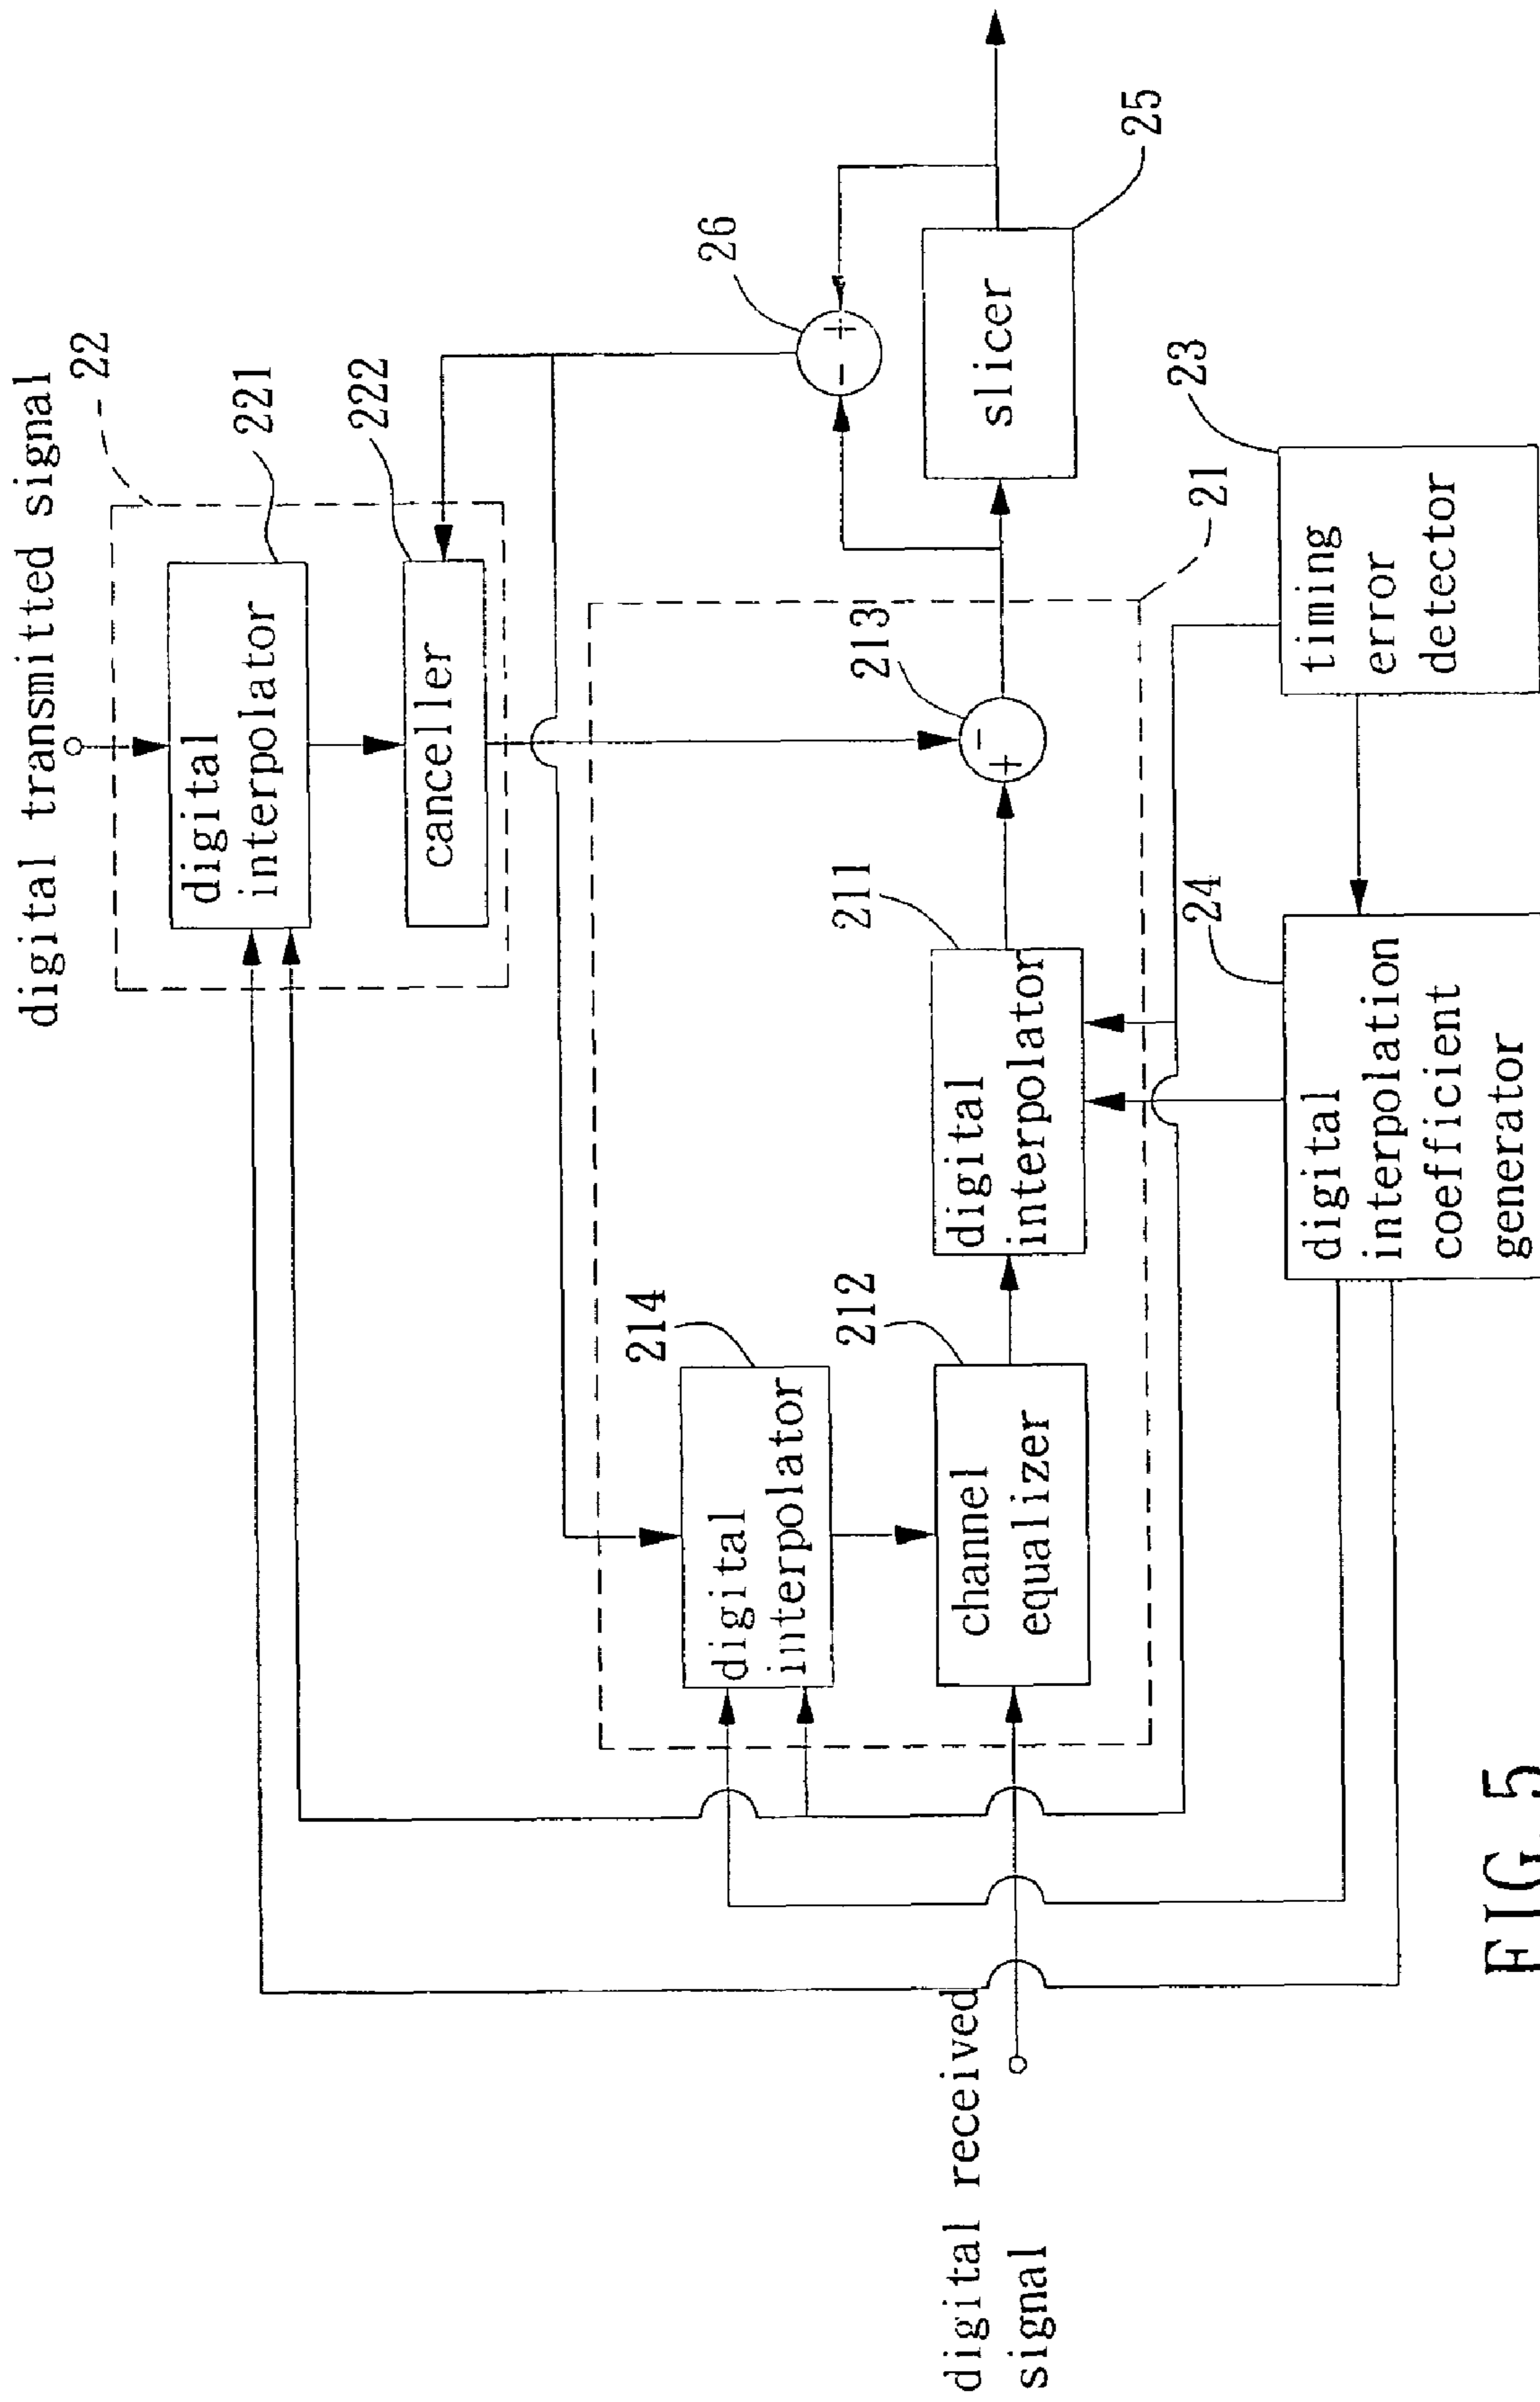 digital transmitted signal
22
digital
interpolator
221
canceller
222
26
slicer
25
213
21
digital
interpolator
211
digital
interpolator
214
channel
equalizer
212
timing
error
detector
23
digital
interpolation
coefficient
generator
24
digital received
signal
FIG. 5